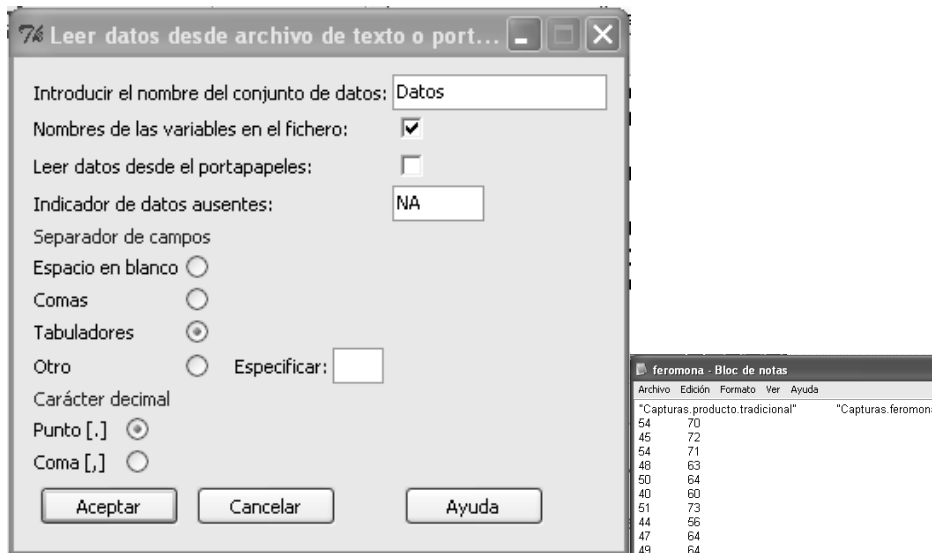 Leer datos desde archivo de texto o port...
Introducir el nombre del conjunto de datos: Datos
Nombres de las variables en el fichero:
Leer datos desde el portapapeles:
Indicador de datos ausentes: NA
Separador de campos
Espacio en blanco
Comas
Tabuladores
Otro Especificar:
Carácter decimal
Punto [.]
Coma [,]
Aceptar Cancelar Ayuda
feromona - Bloc de notas
Archivo Edición Formato Ver Ayuda
"Capturas.producto.tradicional" "Capturas.feromona
54 70
45 72
54 71
48 63
50 64
40 60
51 73
44 56
47 64
49 64